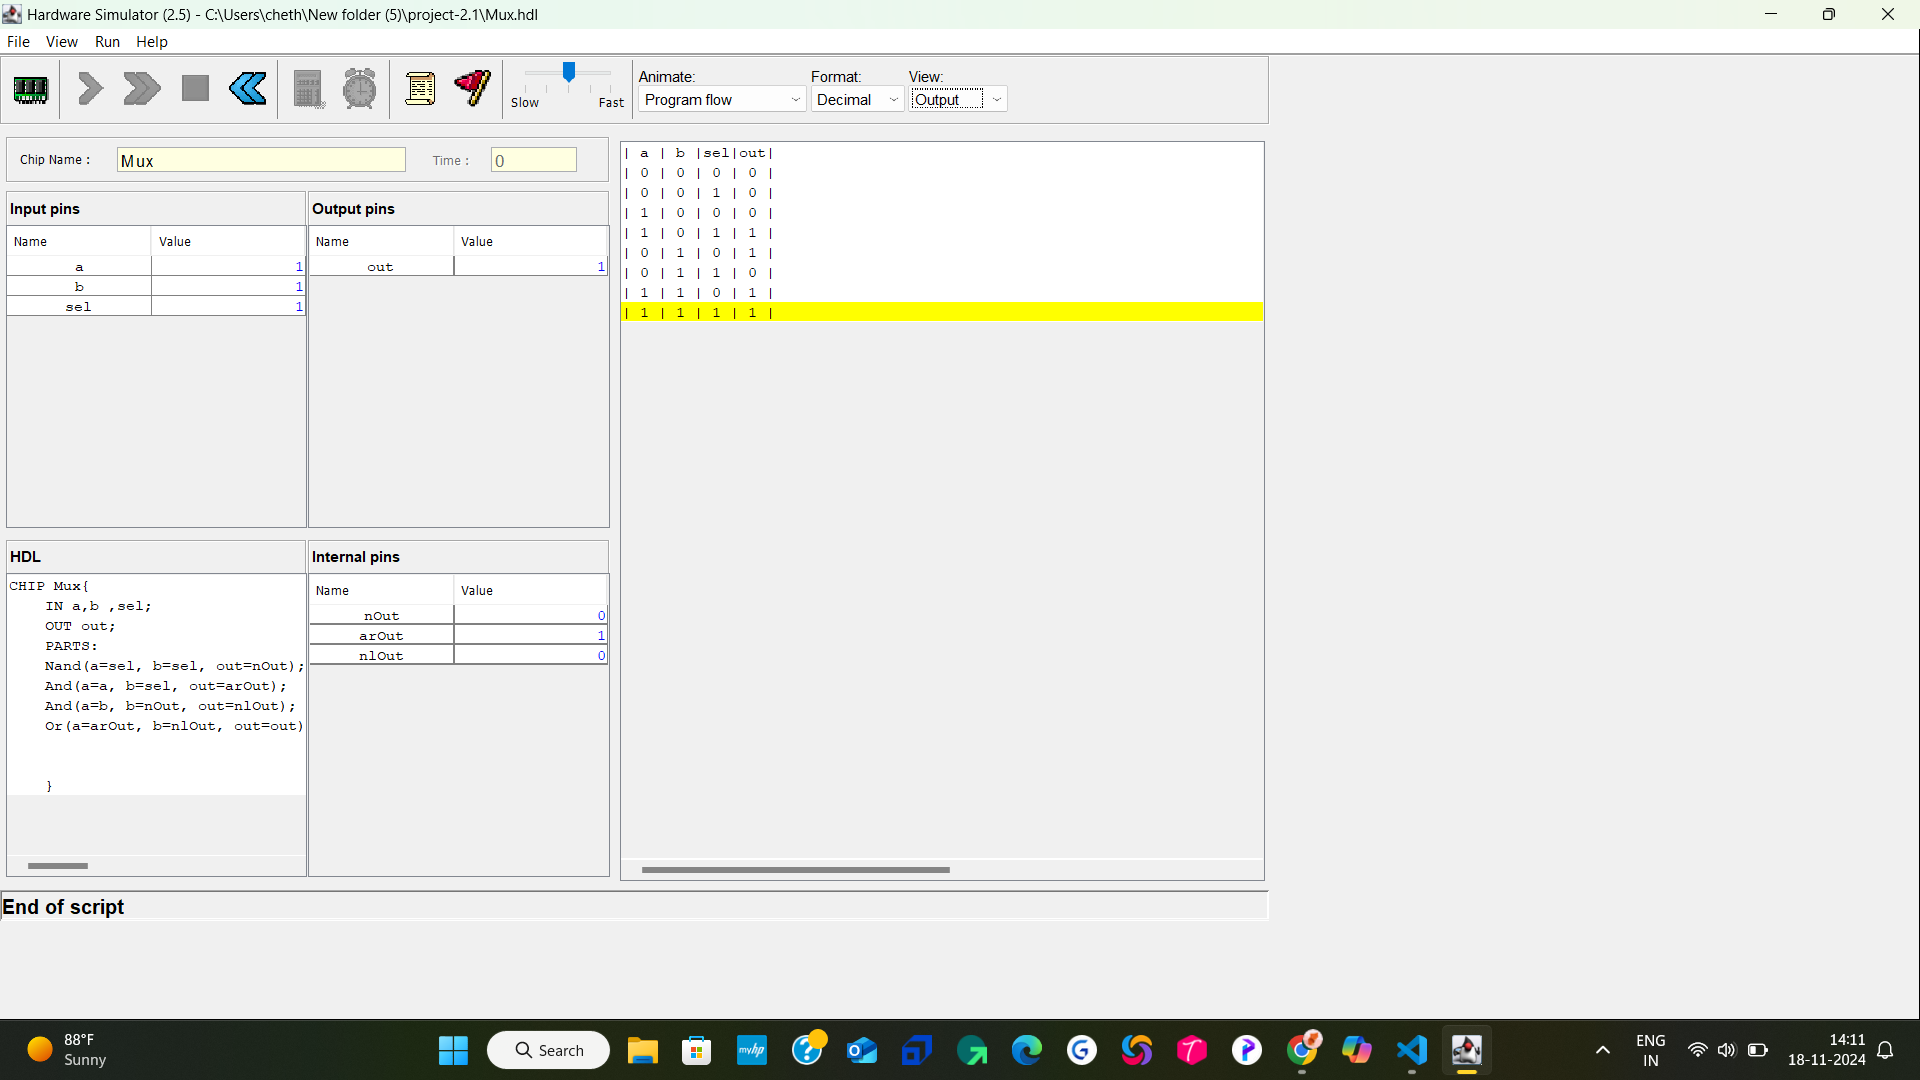 Hardware Simulator (2.5) - C:\Users\cheth\New folder (5)\project-2.1\Mux.hdl
File View Run Help
Slow Fast
Animate: Format: View:
Program flow Decimal Output
Chip Name : Mux Time : 0
Input pins
Name Value
a 1
b 1
sel 1
Output pins
Name Value
out 1
HDL
CHIP Mux{
IN a,b ,sel;
OUT out;
PARTS:
Nand(a=sel, b=sel, out=nOut);
And(a=a, b=sel, out=arOut);
And(a=b, b=nOut, out=nlOut);
Or(a=arOut, b=nlOut, out=out)
}
Internal pins
Name Value
nOut 0
arOut 1
nlOut 0
| a | b |sel|out|
| 0 | 0 | 0 | 0 |
| 0 | 0 | 1 | 0 |
| 1 | 0 | 0 | 0 |
| 1 | 0 | 1 | 1 |
| 0 | 1 | 0 | 1 |
| 0 | 1 | 1 | 0 |
| 1 | 1 | 0 | 1 |
| 1 | 1 | 1 | 1 |
End of script
88°F
Sunny
Search
myhp
ENG
IN
14:11
18-11-2024